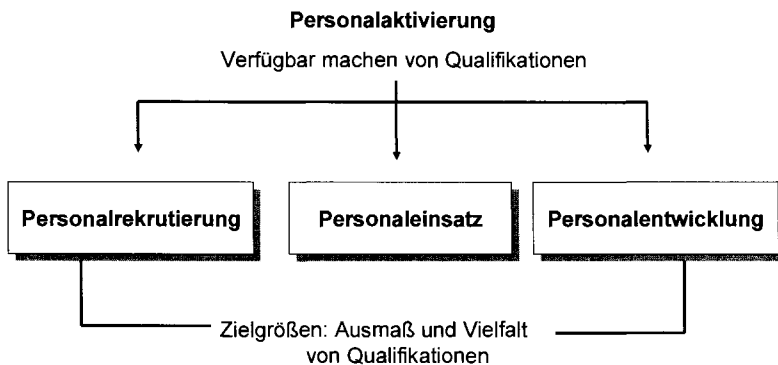 Personalaktivierung
Verfügbar machen von Qualifikationen
Personalrekrutierung
Personaleinsatz
Personalentwicklung
Zielgrößen: Ausmaß und Vielfalt
von Qualifikationen